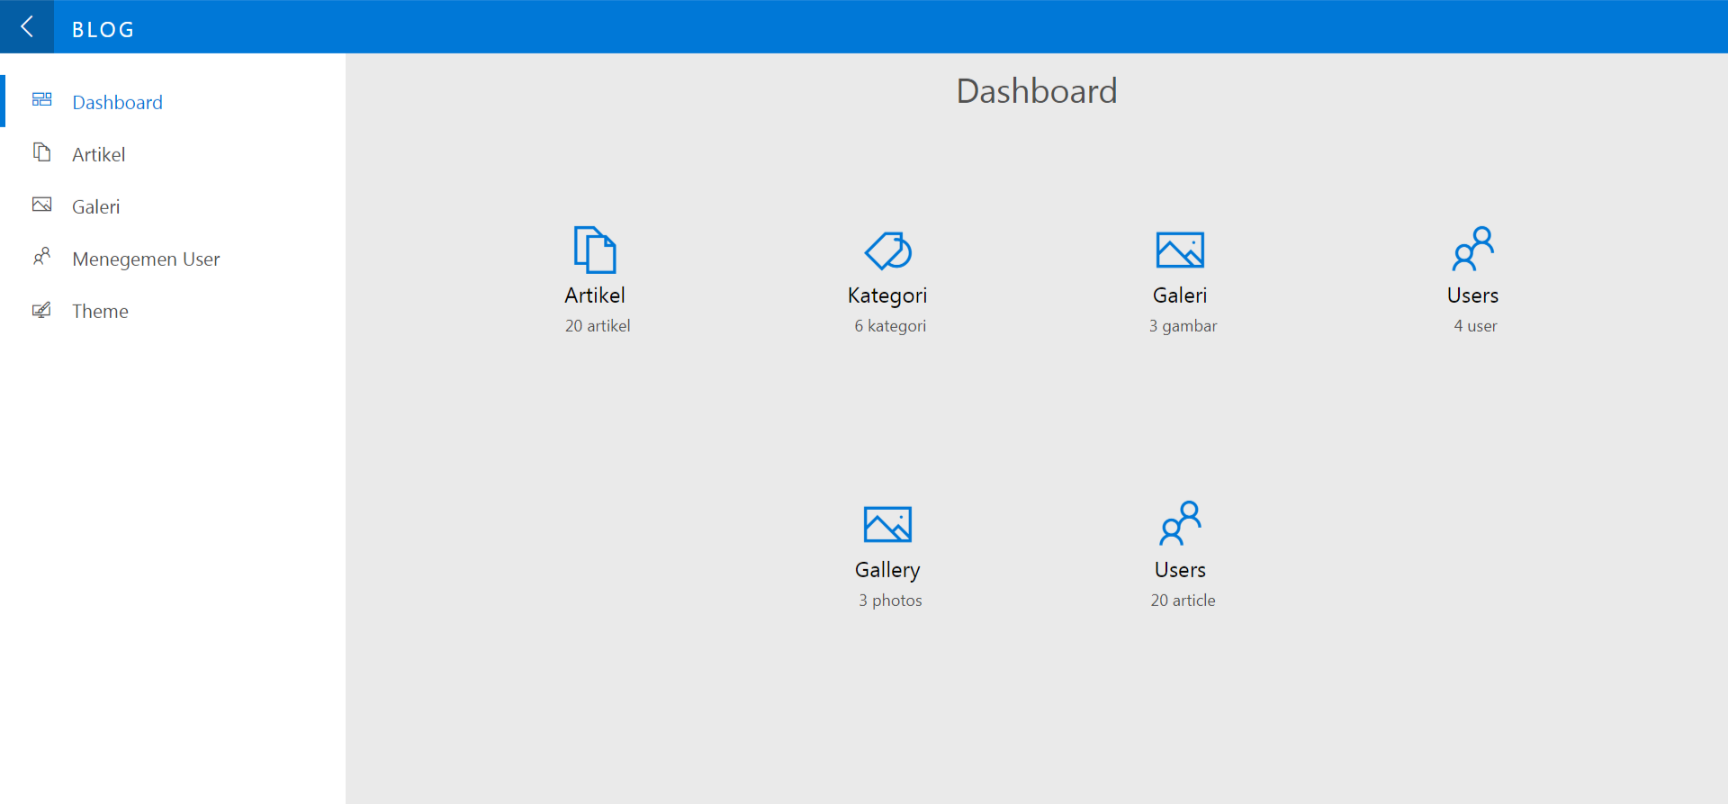 BLOG
Dashboard
Artikel
Galeri
Menegemen User
Theme
Dashboard
Artikel
20 artikel
Kategori
6 kategori
Galeri
3 gambar
Users
4 user
Gallery
3 photos
Users
20 article